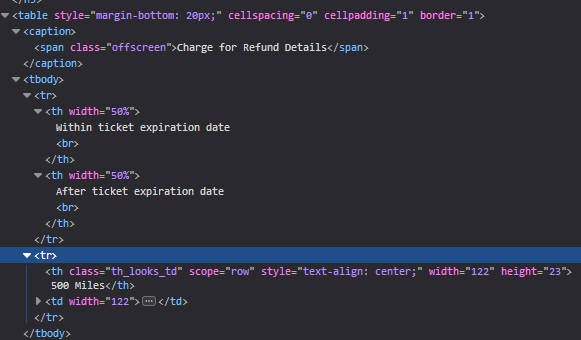 <table style="margin-bottom: 20px;" cellspacing="0" cellpadding="1" border="1">
<caption>
<span class="offscreen">Charge for Refund Details</span>
</caption>
<tbody>
<tr>
<th width="50%">
Within ticket expiration date
<br>
</th>
<th width="50%">
After ticket expiration date
<br>
</th>
</tr>
<tr>
<th class="th_looks_td" scope="row" style="text-align: center;" width="122" height="23">
500 Miles</th>
<td width="122">…</td>
</tr>
</tbody>